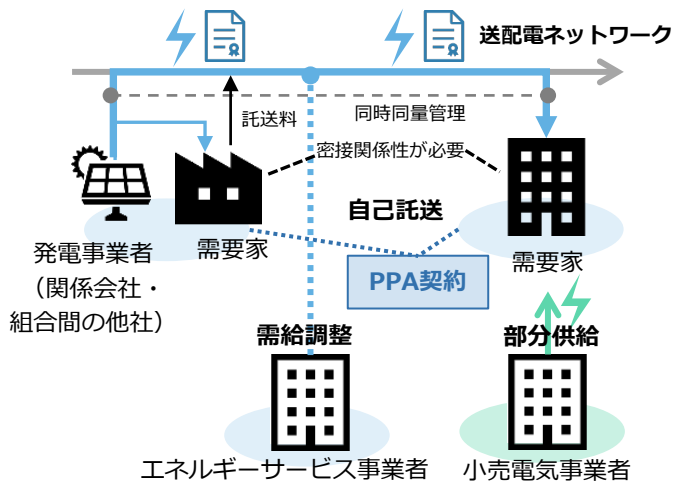 送配電ネットワーク
託送料
同時同量管理
密接関係性が必要
自己託送
発電事業者
（関係会社・
組合間の他社）
需要家
需要家
PPA契約
需給調整
部分供給
エネルギーサービス事業者
小売電気事業者